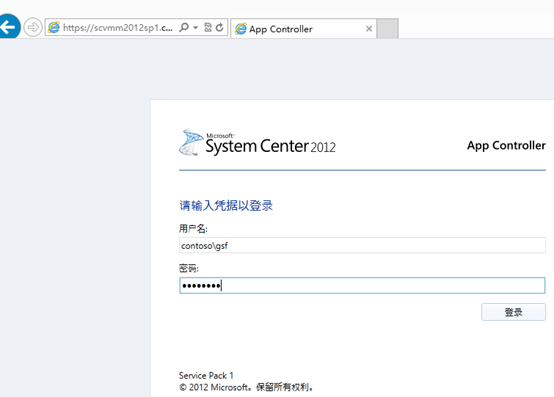 https://scvmm2012sp1.c...
App Controller
Microsoft
System Center 2012
App Controller
请输入凭据以登录
用户名:
contoso\gsf
密码:
登录
Service Pack 1
© 2012 Microsoft。保留所有权利。